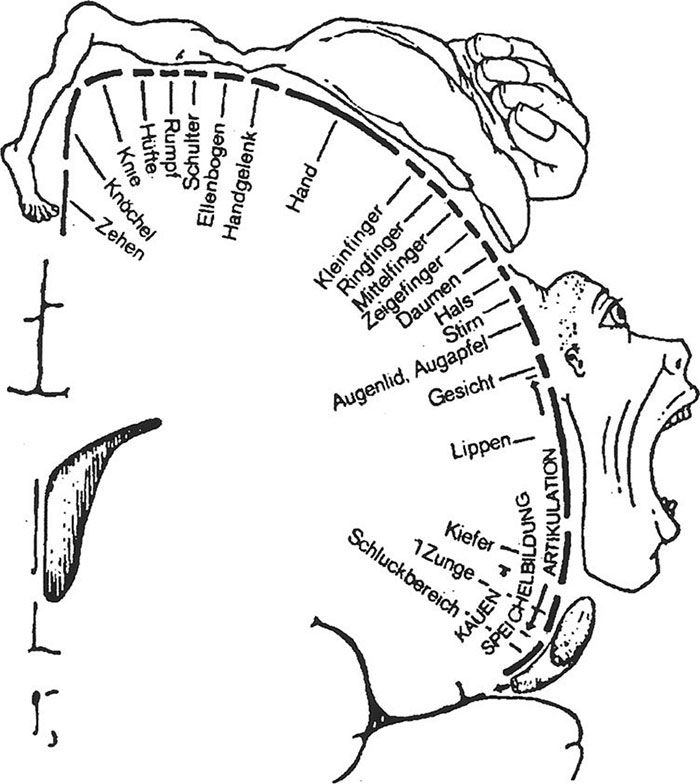 Zehen
Knöchel
Knie
Hüfte
Rumpf
Schulter
Ellenbogen
Handgelenk
Hand
Kleinfinger
Ringfinger
Mittelfinger
Zeigefinger
Daumen
Hals
Stirn
Augenlid, Augapfel
Gesicht
Lippen
Kiefer
Zunge
Schluckbereich
KAUEN
SPEICHELBILDUNG
ARTIKULATION